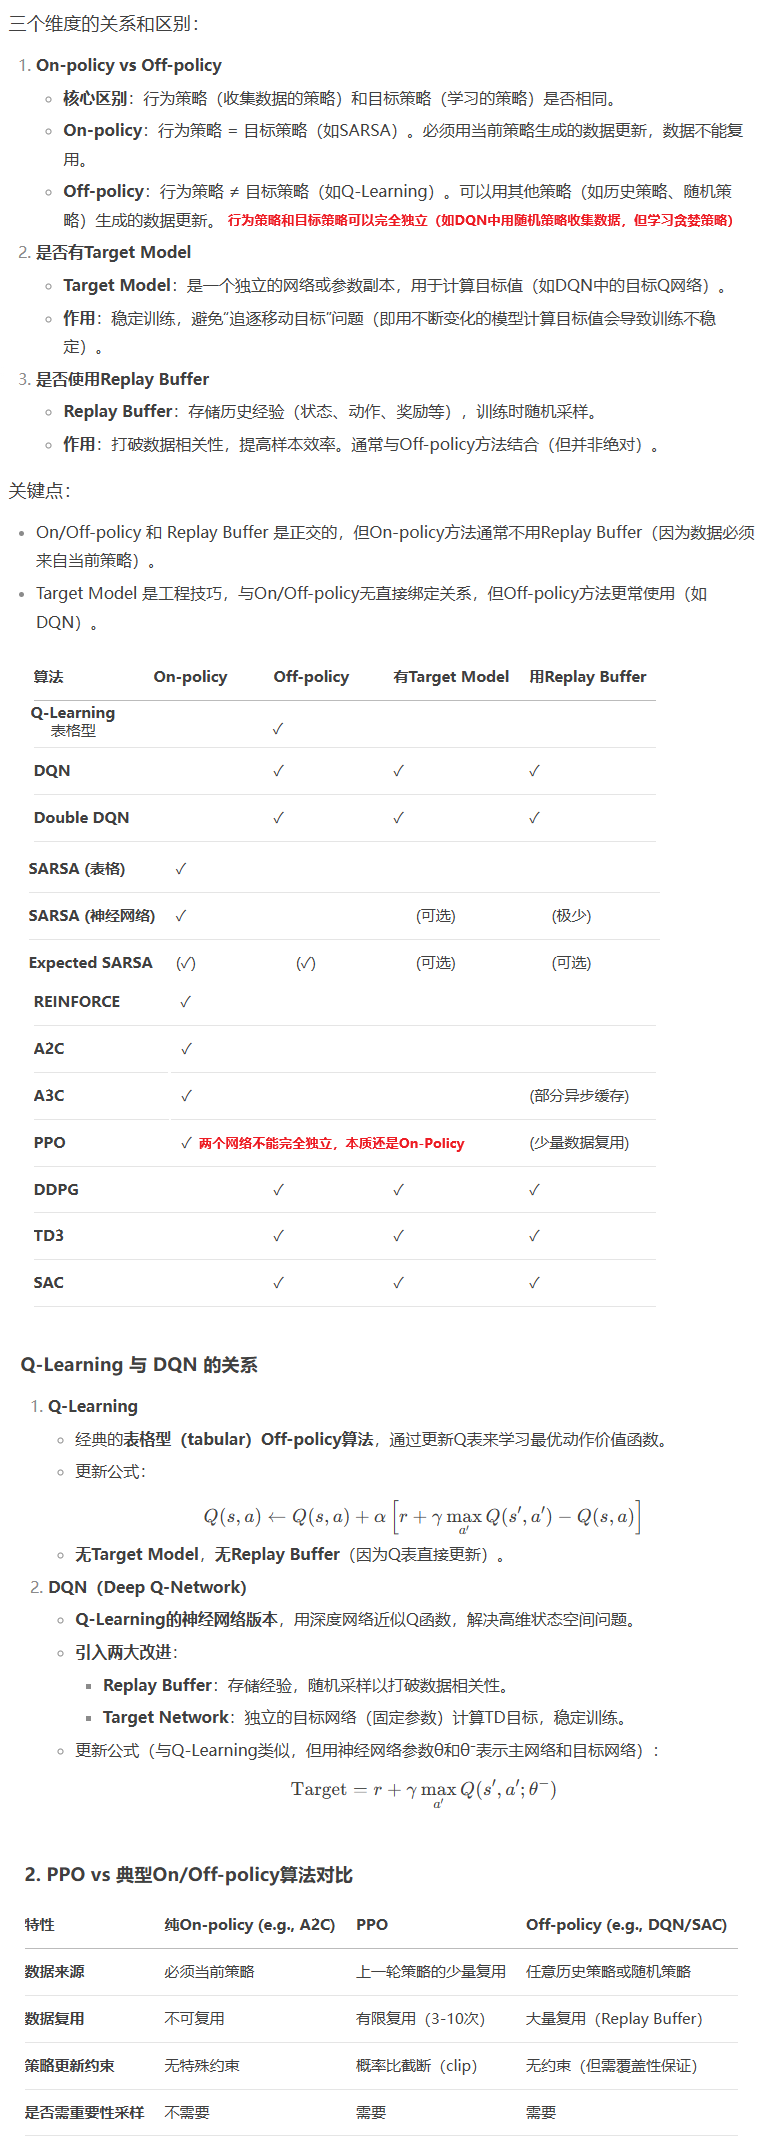 三个维度的关系和区别：
1. On-policy vs Off-policy
核心区别：行为策略（收集数据的策略）和目标策略（学习的策略）是否相同。
On-policy：行为策略 = 目标策略（如SARSA）。必须用当前策略生成的数据更新，数据不能复
用。
Off-policy：行为策略 ≠ 目标策略（如Q-Learning）。可以用其他策略（如历史策略、随机策
略）生成的数据更新。 行为策略和目标策略可以完全独立（如DQN中用随机策略收集数据，但学习贪婪策略）
2. 是否有Target Model
Target Model：是一个独立的网络或参数副本，用于计算目标值（如DQN中的目标Q网络）。
作用：稳定训练，避免“追逐移动目标”问题（即用不断变化的模型计算目标值会导致训练不稳
定）。
3. 是否使用Replay Buffer
Replay Buffer：存储历史经验（状态、动作、奖励等），训练时随机采样。
作用：打破数据相关性，提高样本效率。通常与Off-policy方法结合（但并非绝对）。
关键点：
On/Off-policy 和 Replay Buffer 是正交的，但On-policy方法通常不用Replay Buffer（因为数据必须
来自当前策略）。
Target Model 是工程技巧，与On/Off-policy无直接绑定关系，但Off-policy方法更常使用（如
DQN）。
算法 On-policy Off-policy 有Target Model 用Replay Buffer
Q-Learning
表格型 ✓
DQN ✓ ✓ ✓
Double DQN ✓ ✓ ✓
SARSA (表格) ✓
SARSA (神经网络) ✓ (可选) (极少)
Expected SARSA (✓) (✓) (可选) (可选)
REINFORCE ✓
A2C ✓
A3C ✓ (部分异步缓存)
PPO ✓ 两个网络不能完全独立，本质还是On-Policy (少量数据复用)
DDPG ✓ ✓ ✓
TD3 ✓ ✓ ✓
SAC ✓ ✓ ✓
Q-Learning 与 DQN 的关系
1. Q-Learning
经典的表格型（tabular）Off-policy算法，通过更新Q表来学习最优动作价值函数。
更新公式：
Q(s, a) ← Q(s, a) + α [r + γ max_{a′} Q(s′, a′) − Q(s, a)]
无Target Model，无Replay Buffer（因为Q表直接更新）。
2. DQN（Deep Q-Network）
Q-Learning的神经网络版本，用深度网络近似Q函数，解决高维状态空间问题。
引入两大改进：
Replay Buffer：存储经验，随机采样以打破数据相关性。
Target Network：独立的目标网络（固定参数）计算TD目标，稳定训练。
更新公式（与Q-Learning类似，但用神经网络参数θ和θ⁻表示主网络和目标网络）：
Target = r + γ max_{a′} Q(s′, a′; θ⁻)
2. PPO vs 典型On/Off-policy算法对比
特性 纯On-policy (e.g., A2C) PPO Off-policy (e.g., DQN/SAC)
数据来源 必须当前策略 上一轮策略的少量复用 任意历史策略或随机策略
数据复用 不可复用 有限复用（3-10次） 大量复用（Replay Buffer）
策略更新约束 无特殊约束 概率比截断（clip） 无约束（但需覆盖性保证）
是否需重要性采样 不需要 需要 需要